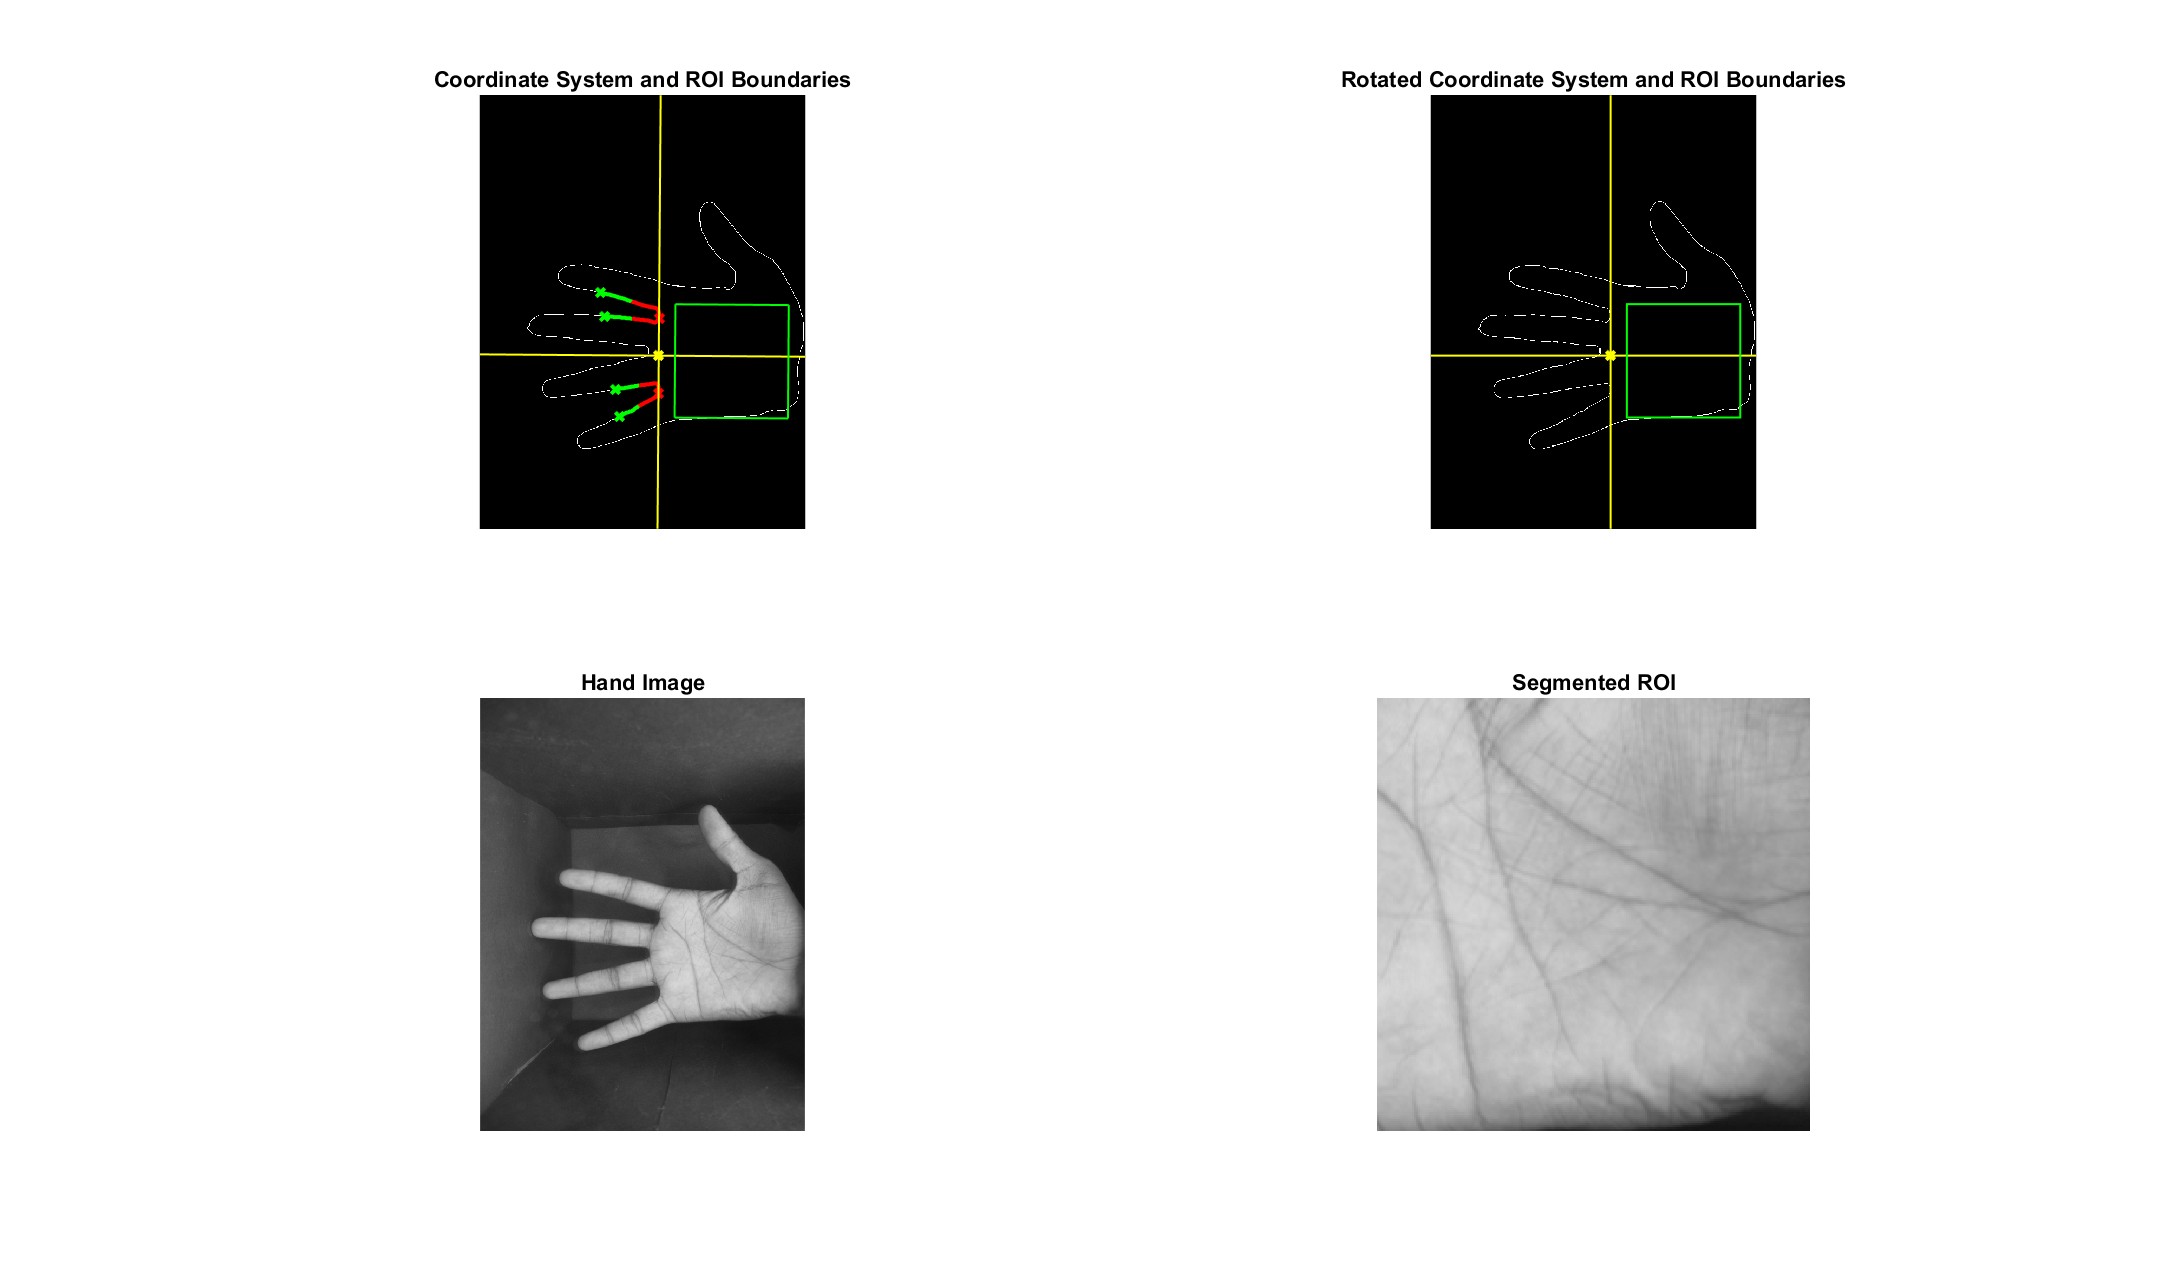 Coordinate System and ROI Boundaries
Rotated Coordinate System and ROI Boundaries
Hand Image
Segmented ROI